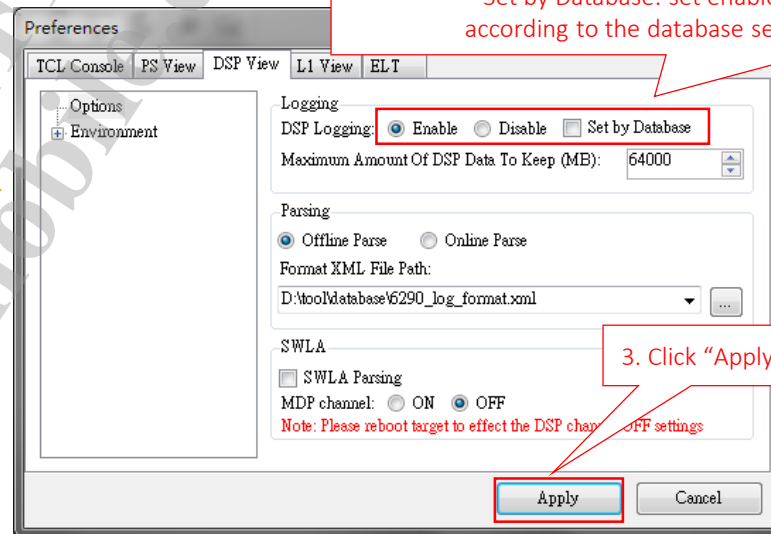 Set by Database: set enable
according to the database se
Preferences
TCL Console PS View DSP View L1 View ELT
Options
Environment
Logging
DSP Logging: Enable Disable Set by Database
Maximum Amount Of DSP Data To Keep (MB): 64000
Parsing
Offline Parse Online Parse
Format XML File Path:
D:\tool\database\6290_log_format.xml
...
SWLA
3. Click “Apply
SWLA Parsing
MDP channel: ON OFF
Note: Please reboot target to effect the DSP chan OFF settings
Apply Cancel
mobile